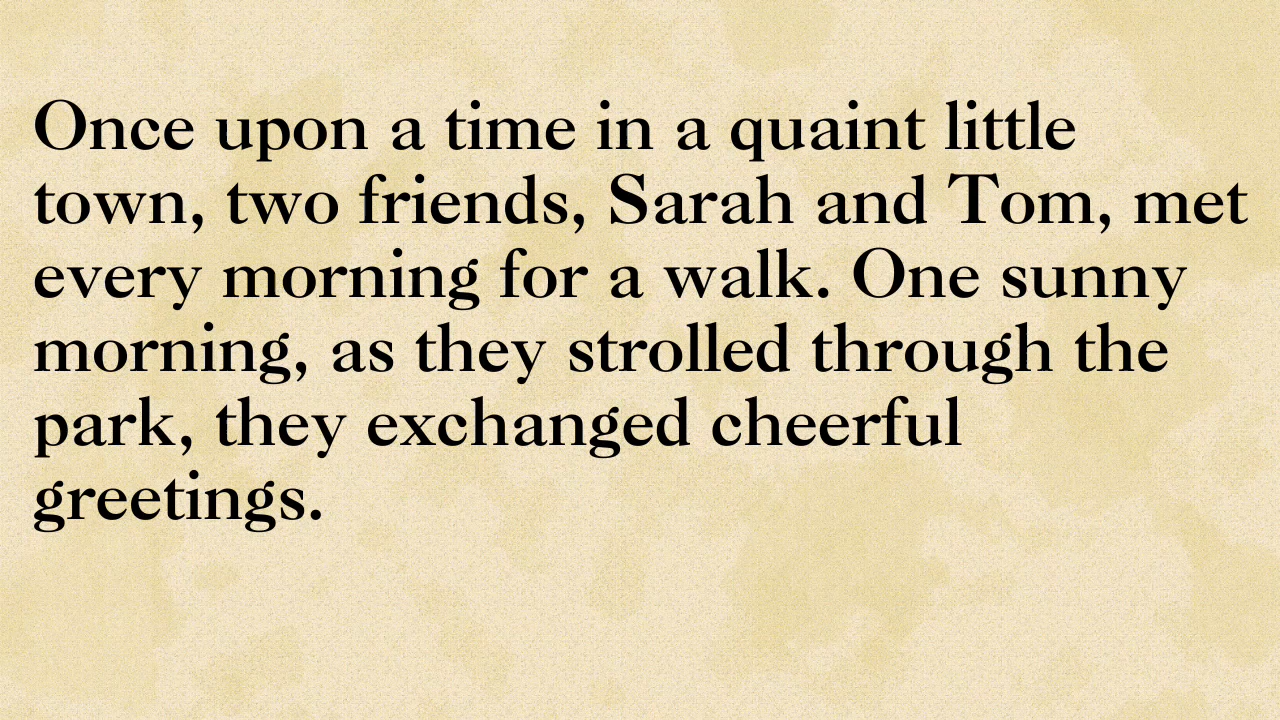 Once upon a time in a quaint little
town, two friends, Sarah and Tom, met
every morning for a walk. One sunny
morning, as they strolled through the
park, they exchanged cheerful
greetings.